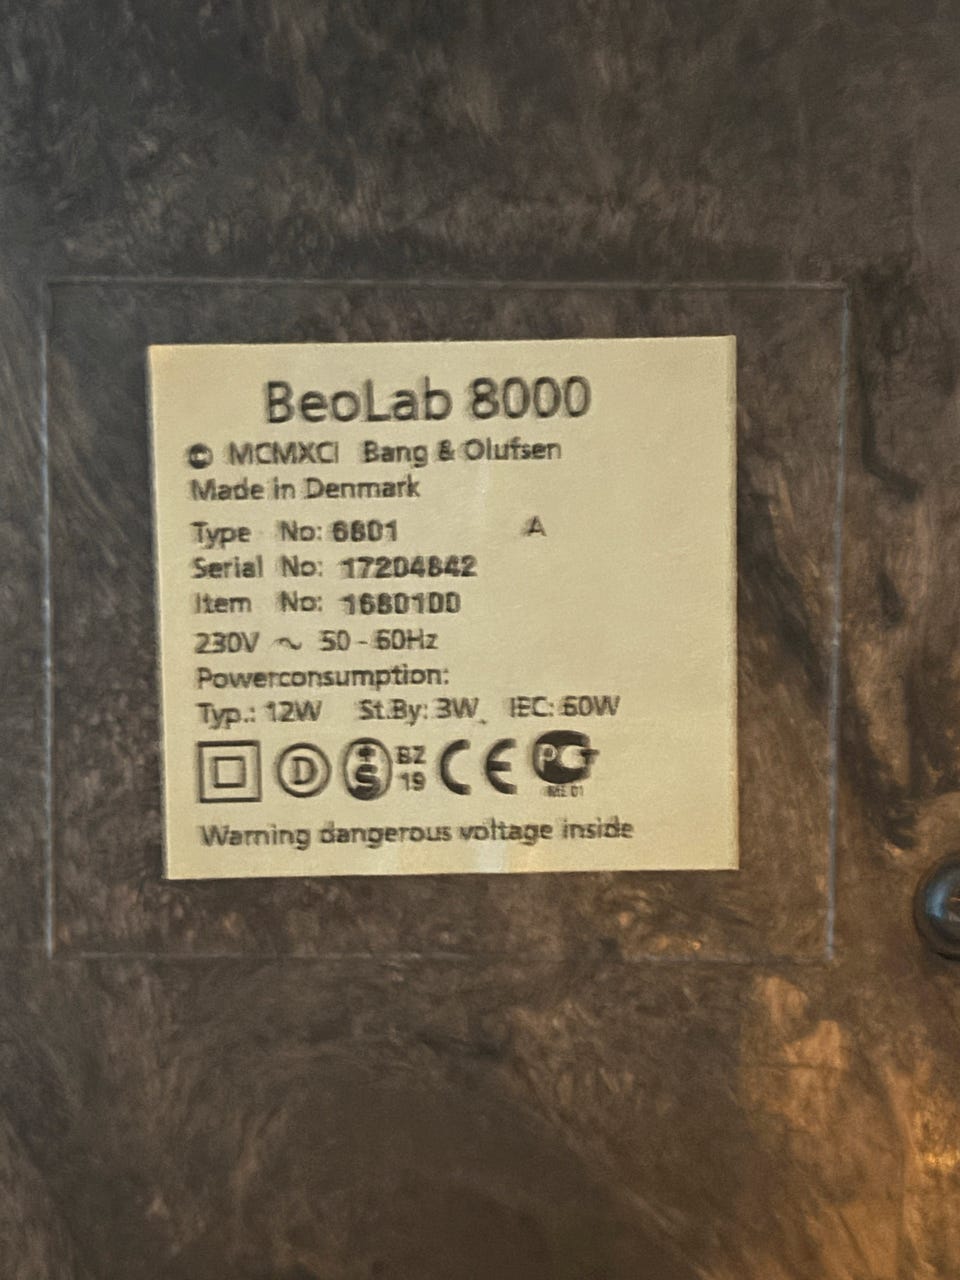 BeoLab 8000
© MCMXCI Bang & Olufsen
Made in Denmark
Type No: 6801 A
Serial No: 17204842
Item No: 1680100
230V ~ 50 - 60Hz
Powerconsumption:
Typ.: 12W St.By: 3W IEC: 60W
D S BZ 19 CE PCT
Warning dangerous voltage inside